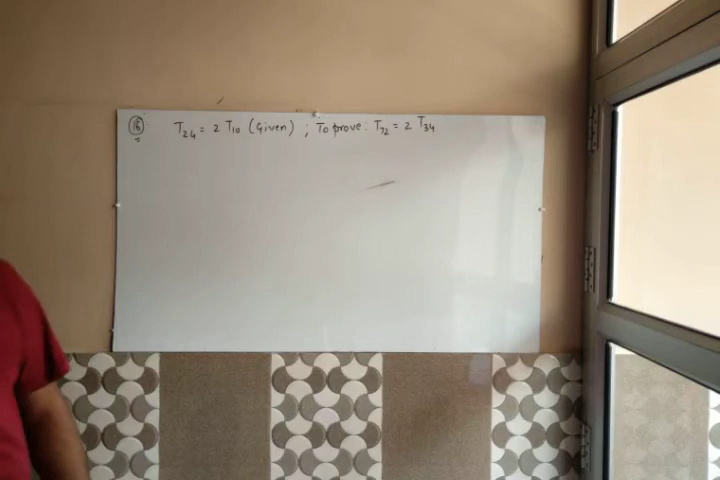 16 T₂₄ = 2 T₁₀ (Given) ; To prove: T₇₂ = 2 T₃₄